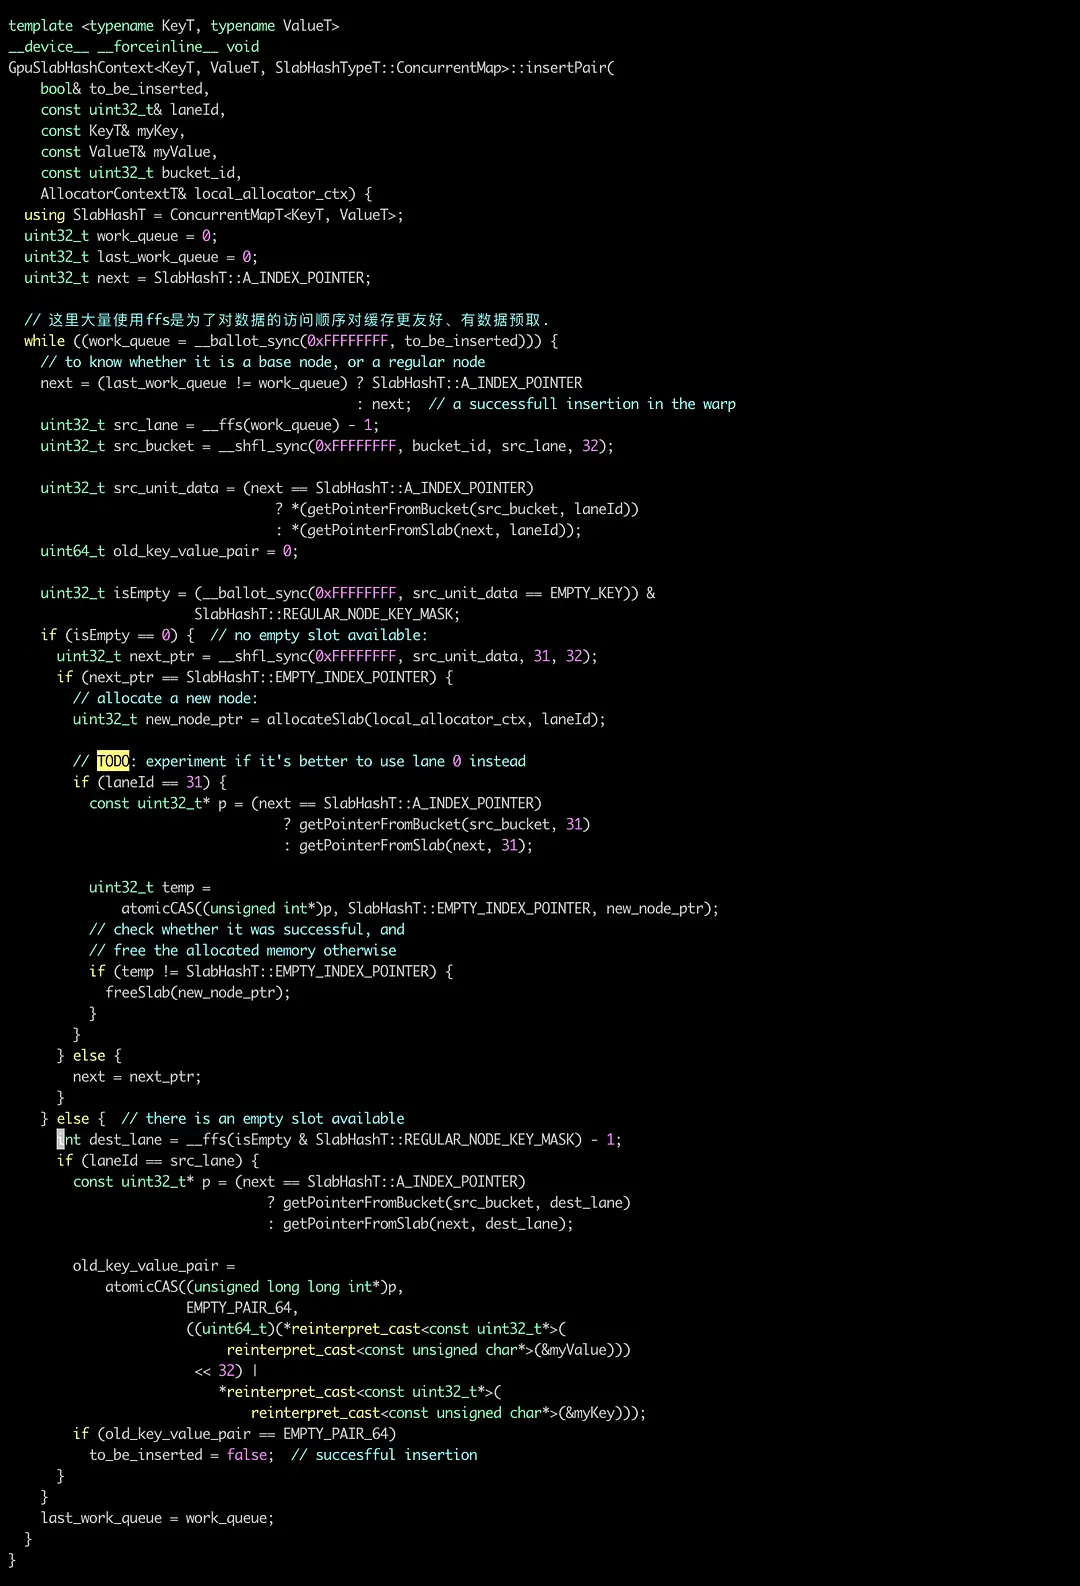 template <typename KeyT, typename ValueT>
__device__ __forceinline__ void
GpuSlabHashContext<KeyT, ValueT, SlabHashTypeT::ConcurrentMap>::insertPair(
    bool& to_be_inserted,
    const uint32_t& laneId,
    const KeyT& myKey,
    const ValueT& myValue,
    const uint32_t bucket_id,
    AllocatorContextT& local_allocator_ctx) {
  using SlabHashT = ConcurrentMapT<KeyT, ValueT>;
  uint32_t work_queue = 0;
  uint32_t last_work_queue = 0;
  uint32_t next = SlabHashT::A_INDEX_POINTER;

  // 这里大量使用ffs是为了对数据的访问顺序对缓存更友好、有数据预取.
  while ((work_queue = __ballot_sync(0xFFFFFFFF, to_be_inserted))) {
    // to know whether it is a base node, or a regular node
    next = (last_work_queue != work_queue) ? SlabHashT::A_INDEX_POINTER
                                           : next;  // a successfull insertion in the warp
    uint32_t src_lane = __ffs(work_queue) - 1;
    uint32_t src_bucket = __shfl_sync(0xFFFFFFFF, bucket_id, src_lane, 32);

    uint32_t src_unit_data = (next == SlabHashT::A_INDEX_POINTER)
                                 ? *(getPointerFromBucket(src_bucket, laneId))
                                 : *(getPointerFromSlab(next, laneId));
    uint64_t old_key_value_pair = 0;

    uint32_t isEmpty = (__ballot_sync(0xFFFFFFFF, src_unit_data == EMPTY_KEY)) &
                       SlabHashT::REGULAR_NODE_KEY_MASK;
    if (isEmpty == 0) {  // no empty slot available:
      uint32_t next_ptr = __shfl_sync(0xFFFFFFFF, src_unit_data, 31, 32);
      if (next_ptr == SlabHashT::EMPTY_INDEX_POINTER) {
        // allocate a new node:
        uint32_t new_node_ptr = allocateSlab(local_allocator_ctx, laneId);

        // TODO: experiment if it's better to use lane 0 instead
        if (laneId == 31) {
          const uint32_t* p = (next == SlabHashT::A_INDEX_POINTER)
                                  ? getPointerFromBucket(src_bucket, 31)
                                  : getPointerFromSlab(next, 31);

          uint32_t temp =
              atomicCAS((unsigned int*)p, SlabHashT::EMPTY_INDEX_POINTER, new_node_ptr);
          // check whether it was successful, and
          // free the allocated memory otherwise
          if (temp != SlabHashT::EMPTY_INDEX_POINTER) {
            freeSlab(new_node_ptr);
          }
        }
      } else {
        next = next_ptr;
      }
    } else {  // there is an empty slot available
      int dest_lane = __ffs(isEmpty & SlabHashT::REGULAR_NODE_KEY_MASK) - 1;
      if (laneId == src_lane) {
        const uint32_t* p = (next == SlabHashT::A_INDEX_POINTER)
                                ? getPointerFromBucket(src_bucket, dest_lane)
                                : getPointerFromSlab(next, dest_lane);

        old_key_value_pair =
            atomicCAS((unsigned long long int*)p,
                      EMPTY_PAIR_64,
                      ((uint64_t)(*reinterpret_cast<const uint32_t*>(
                           reinterpret_cast<const unsigned char*>(&myValue)))
                       << 32) |
                          *reinterpret_cast<const uint32_t*>(
                              reinterpret_cast<const unsigned char*>(&myKey)));
        if (old_key_value_pair == EMPTY_PAIR_64)
          to_be_inserted = false;  // succesfful insertion
      }
    }
    last_work_queue = work_queue;
  }
}